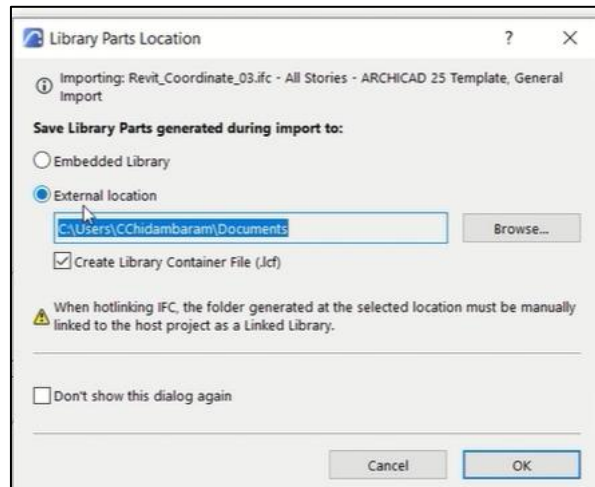 Library Parts Location
?
Importing: Revit_Coordinate_03.ifc - All Stories - ARCHICAD 25 Template, General
Import
Save Library Parts generated during import to:
Embedded Library
External location
C:\Users\CChidambaram\Documents
Browse...
Create Library Container File (.lcf)
When hotlinking IFC, the folder generated at the selected location must be manually
linked to the host project as a Linked Library.
Don't show this dialog again
Cancel
OK